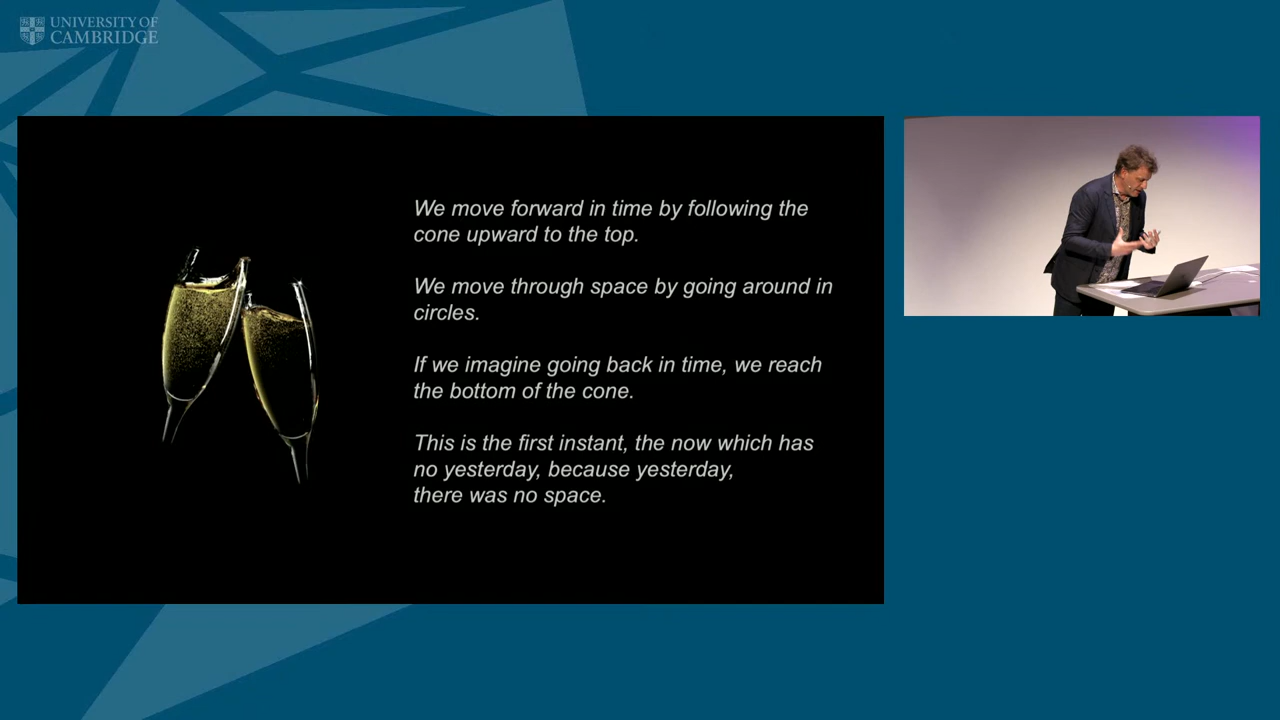 UNIVERSITY OF
CAMBRIDGE
We move forward in time by following the
cone upward to the top.
We move through space by going around in
circles.
If we imagine going back in time, we reach
the bottom of the cone.
This is the first instant, the now which has
no yesterday, because yesterday,
there was no space.